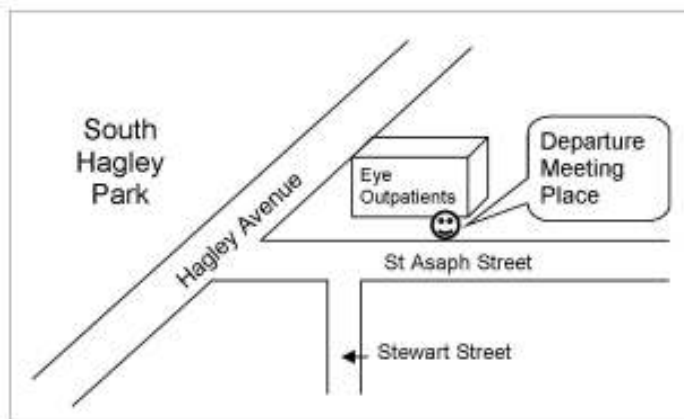 South
Hagley
Park
Hagley Avenue
Eye
Outpatients
Departure
Meeting
Place
St Asaph Street
Stewart Street